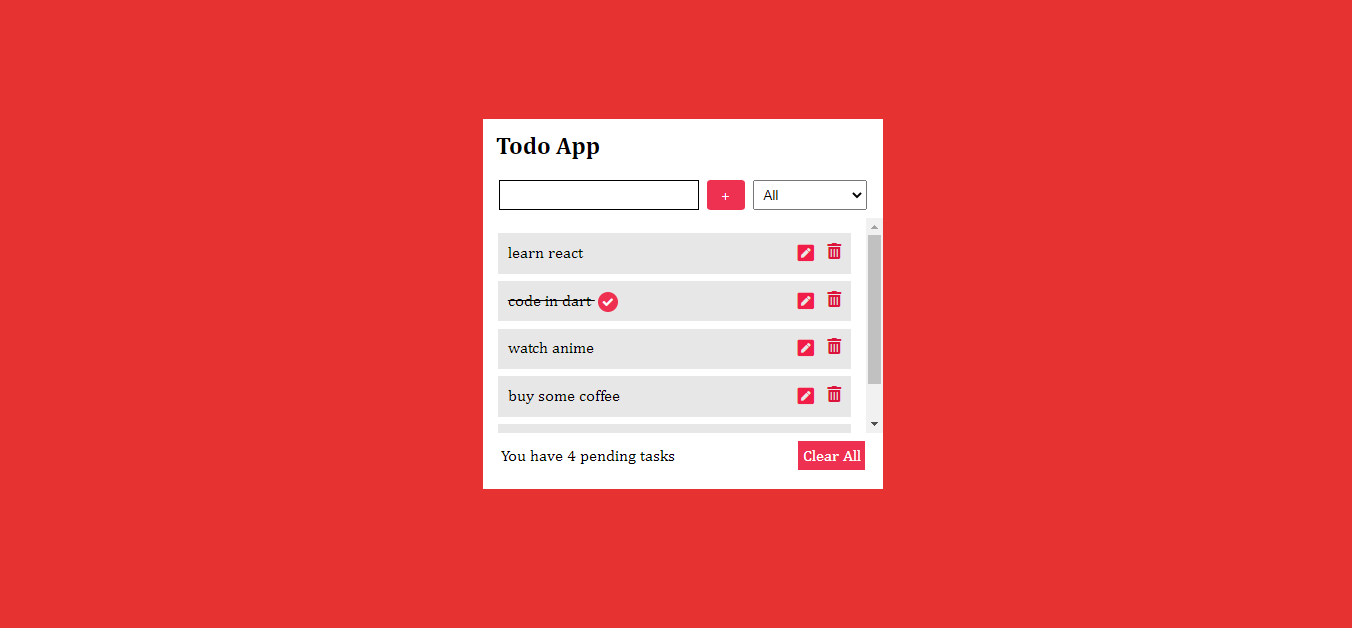 Todo App
+ All
learn react
code in dart
watch anime
buy some coffee
You have 4 pending tasks Clear All